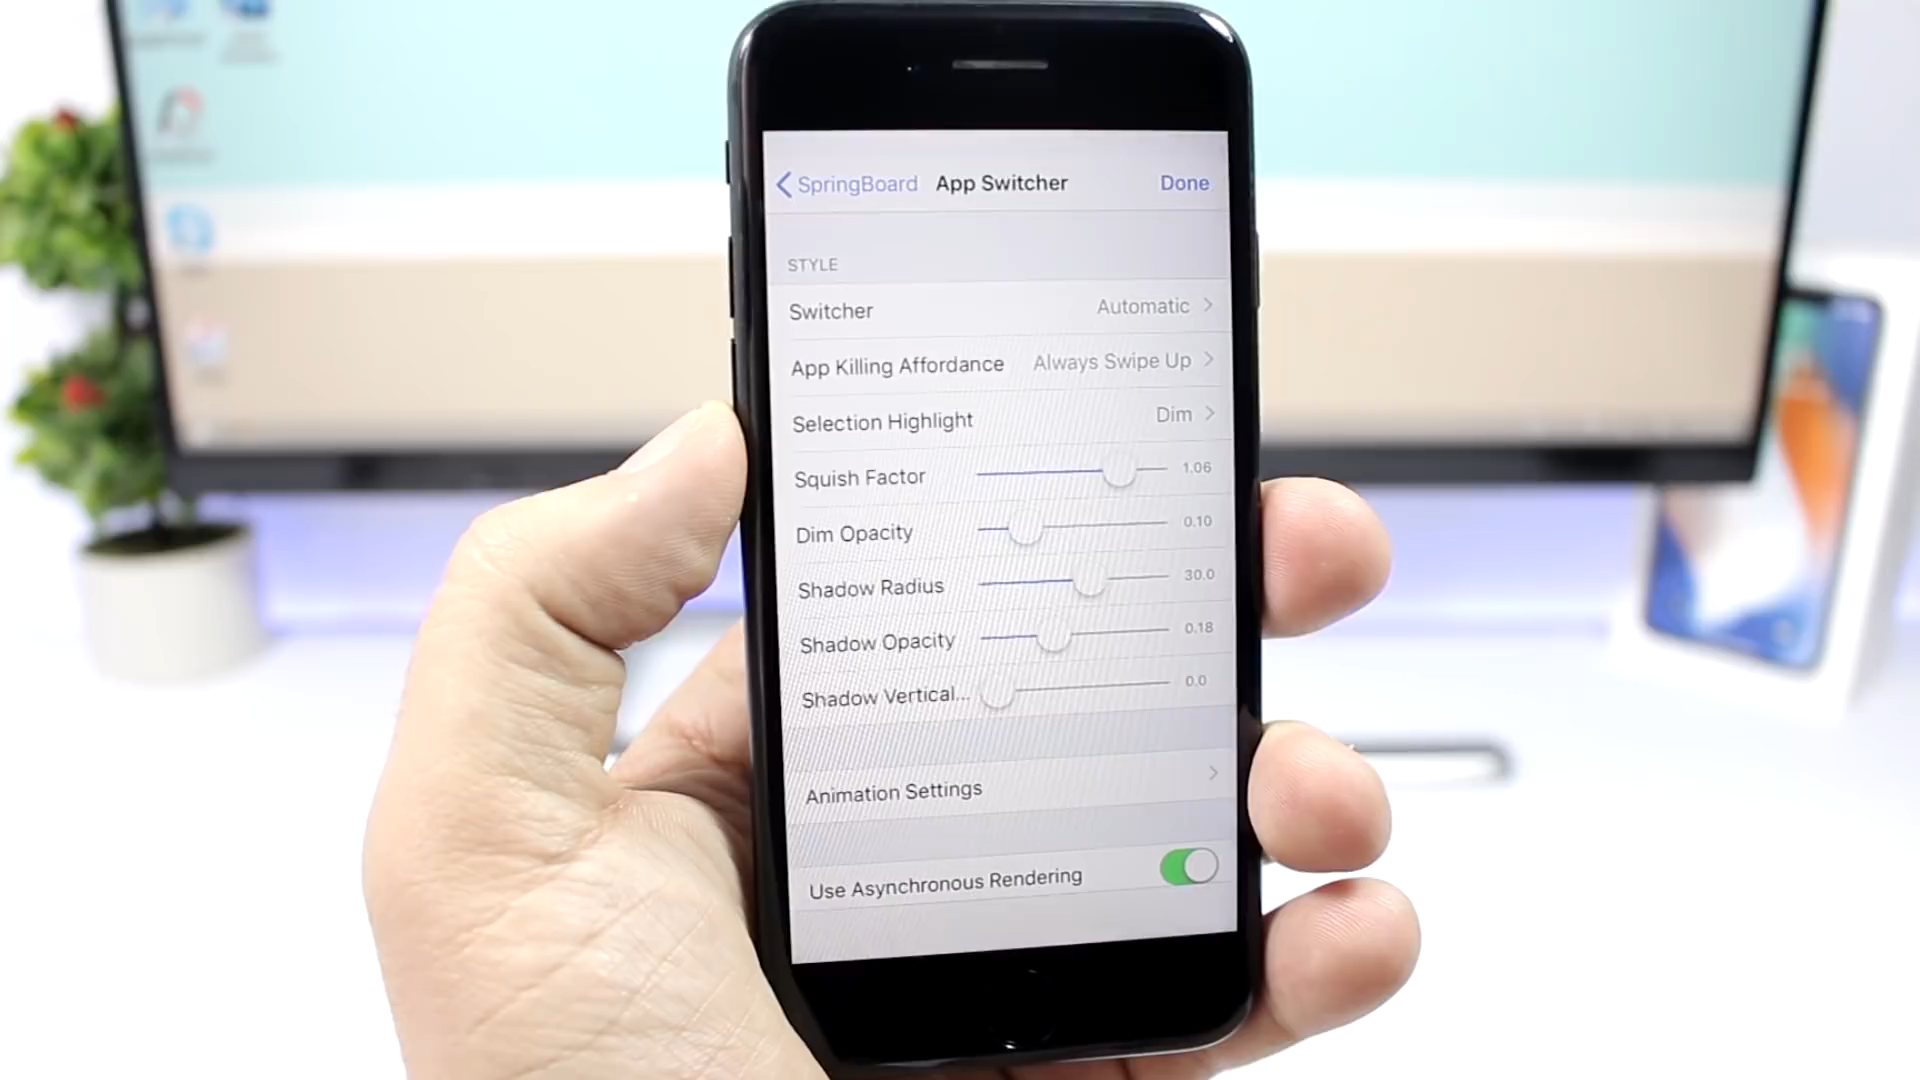 SpringBoard App Switcher Done
STYLE
Switcher Automatic
App Killing Affordance Always Swipe Up
Selection Highlight Dim
Squish Factor 1.06
Dim Opacity 0.10
Shadow Radius 30.0
Shadow Opacity 0.18
Shadow Vertical... 0.0
Animation Settings
Use Asynchronous Rendering